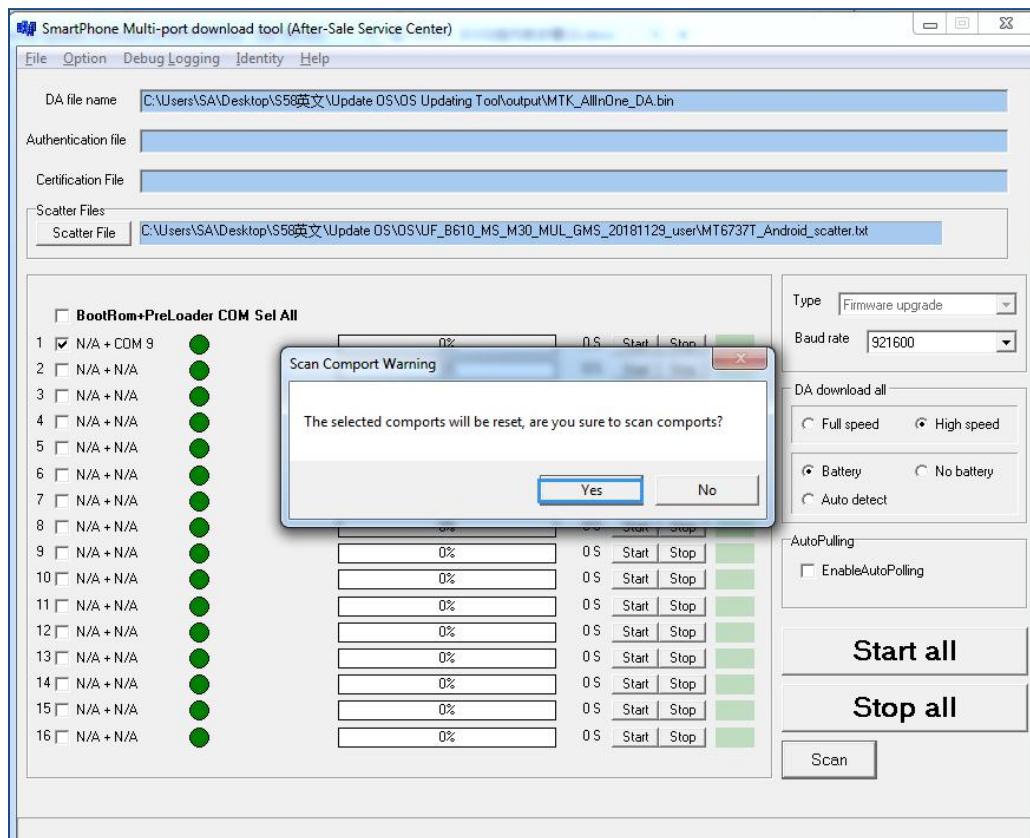 SmartPhone Multi-port download tool (After-Sale Service Center)
File Option Debug Logging Identity Help
DA file name C:\Users\SA\Desktop\S58英文\Update OS\OS Updating Tool\output\MTK_AllInOne_DA.bin
Authentication file
Certification File
Scatter Files
Scatter File C:\Users\SA\Desktop\S58英文\Update OS\OS\UF_B610_MS_M30_MUL_GMS_20181129_user\MT6737T_Android_scatter.txt
BootRom+PreLoader COM Sel All
1 N/A + COM 9 0% 0 S Start Stop
2 N/A + N/A
3 N/A + N/A
4 N/A + N/A
5 N/A + N/A
6 N/A + N/A
7 N/A + N/A
8 N/A + N/A 0% 0 S Start Stop
9 N/A + N/A 0% 0 S Start Stop
10 N/A + N/A 0% 0 S Start Stop
11 N/A + N/A 0% 0 S Start Stop
12 N/A + N/A 0% 0 S Start Stop
13 N/A + N/A 0% 0 S Start Stop
14 N/A + N/A 0% 0 S Start Stop
15 N/A + N/A 0% 0 S Start Stop
16 N/A + N/A 0% 0 S Start Stop
Scan Comport Warning
The selected comports will be reset, are you sure to scan comports?
Yes No
Type Firmware upgrade
Baud rate 921600
DA download all
Full speed High speed
Battery No battery
Auto detect
AutoPulling
EnableAutoPolling
Start all
Stop all
Scan